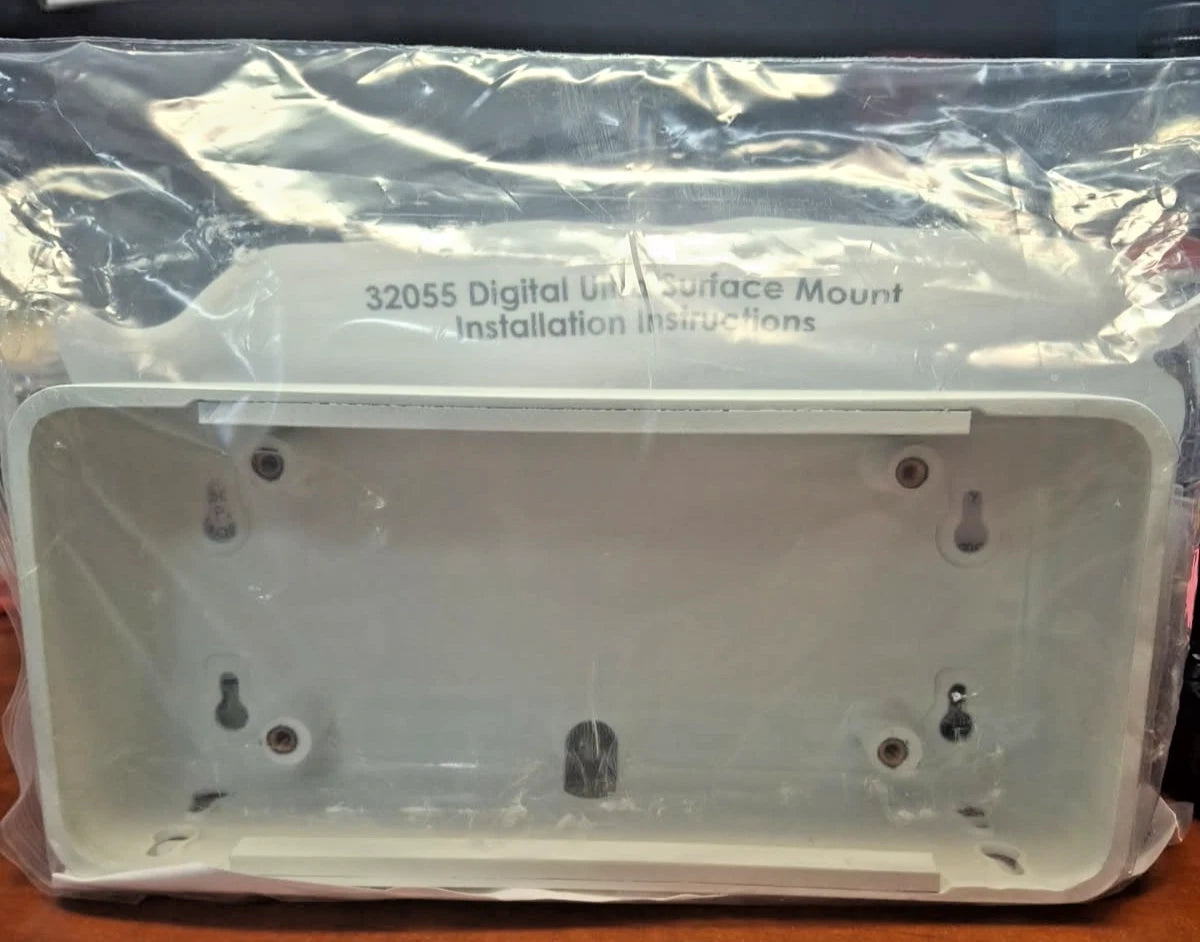 32055 Digital Surface Mount
Installation Instructions